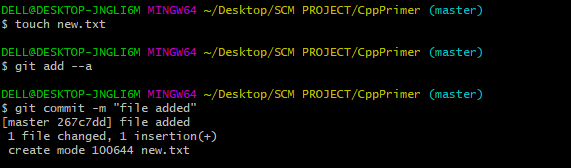 DELL@DESKTOP-JNGLI6M MINGW64 ~/Desktop/SCM PROJECT/CppPrimer (master)
$ touch new.txt
DELL@DESKTOP-JNGLI6M MINGW64 ~/Desktop/SCM PROJECT/CppPrimer (master)
$ git add --a
DELL@DESKTOP-JNGLI6M MINGW64 ~/Desktop/SCM PROJECT/CppPrimer (master)
$ git commit -m "file added"
[master 267c7dd] file added
 1 file changed, 1 insertion(+)
 create mode 100644 new.txt